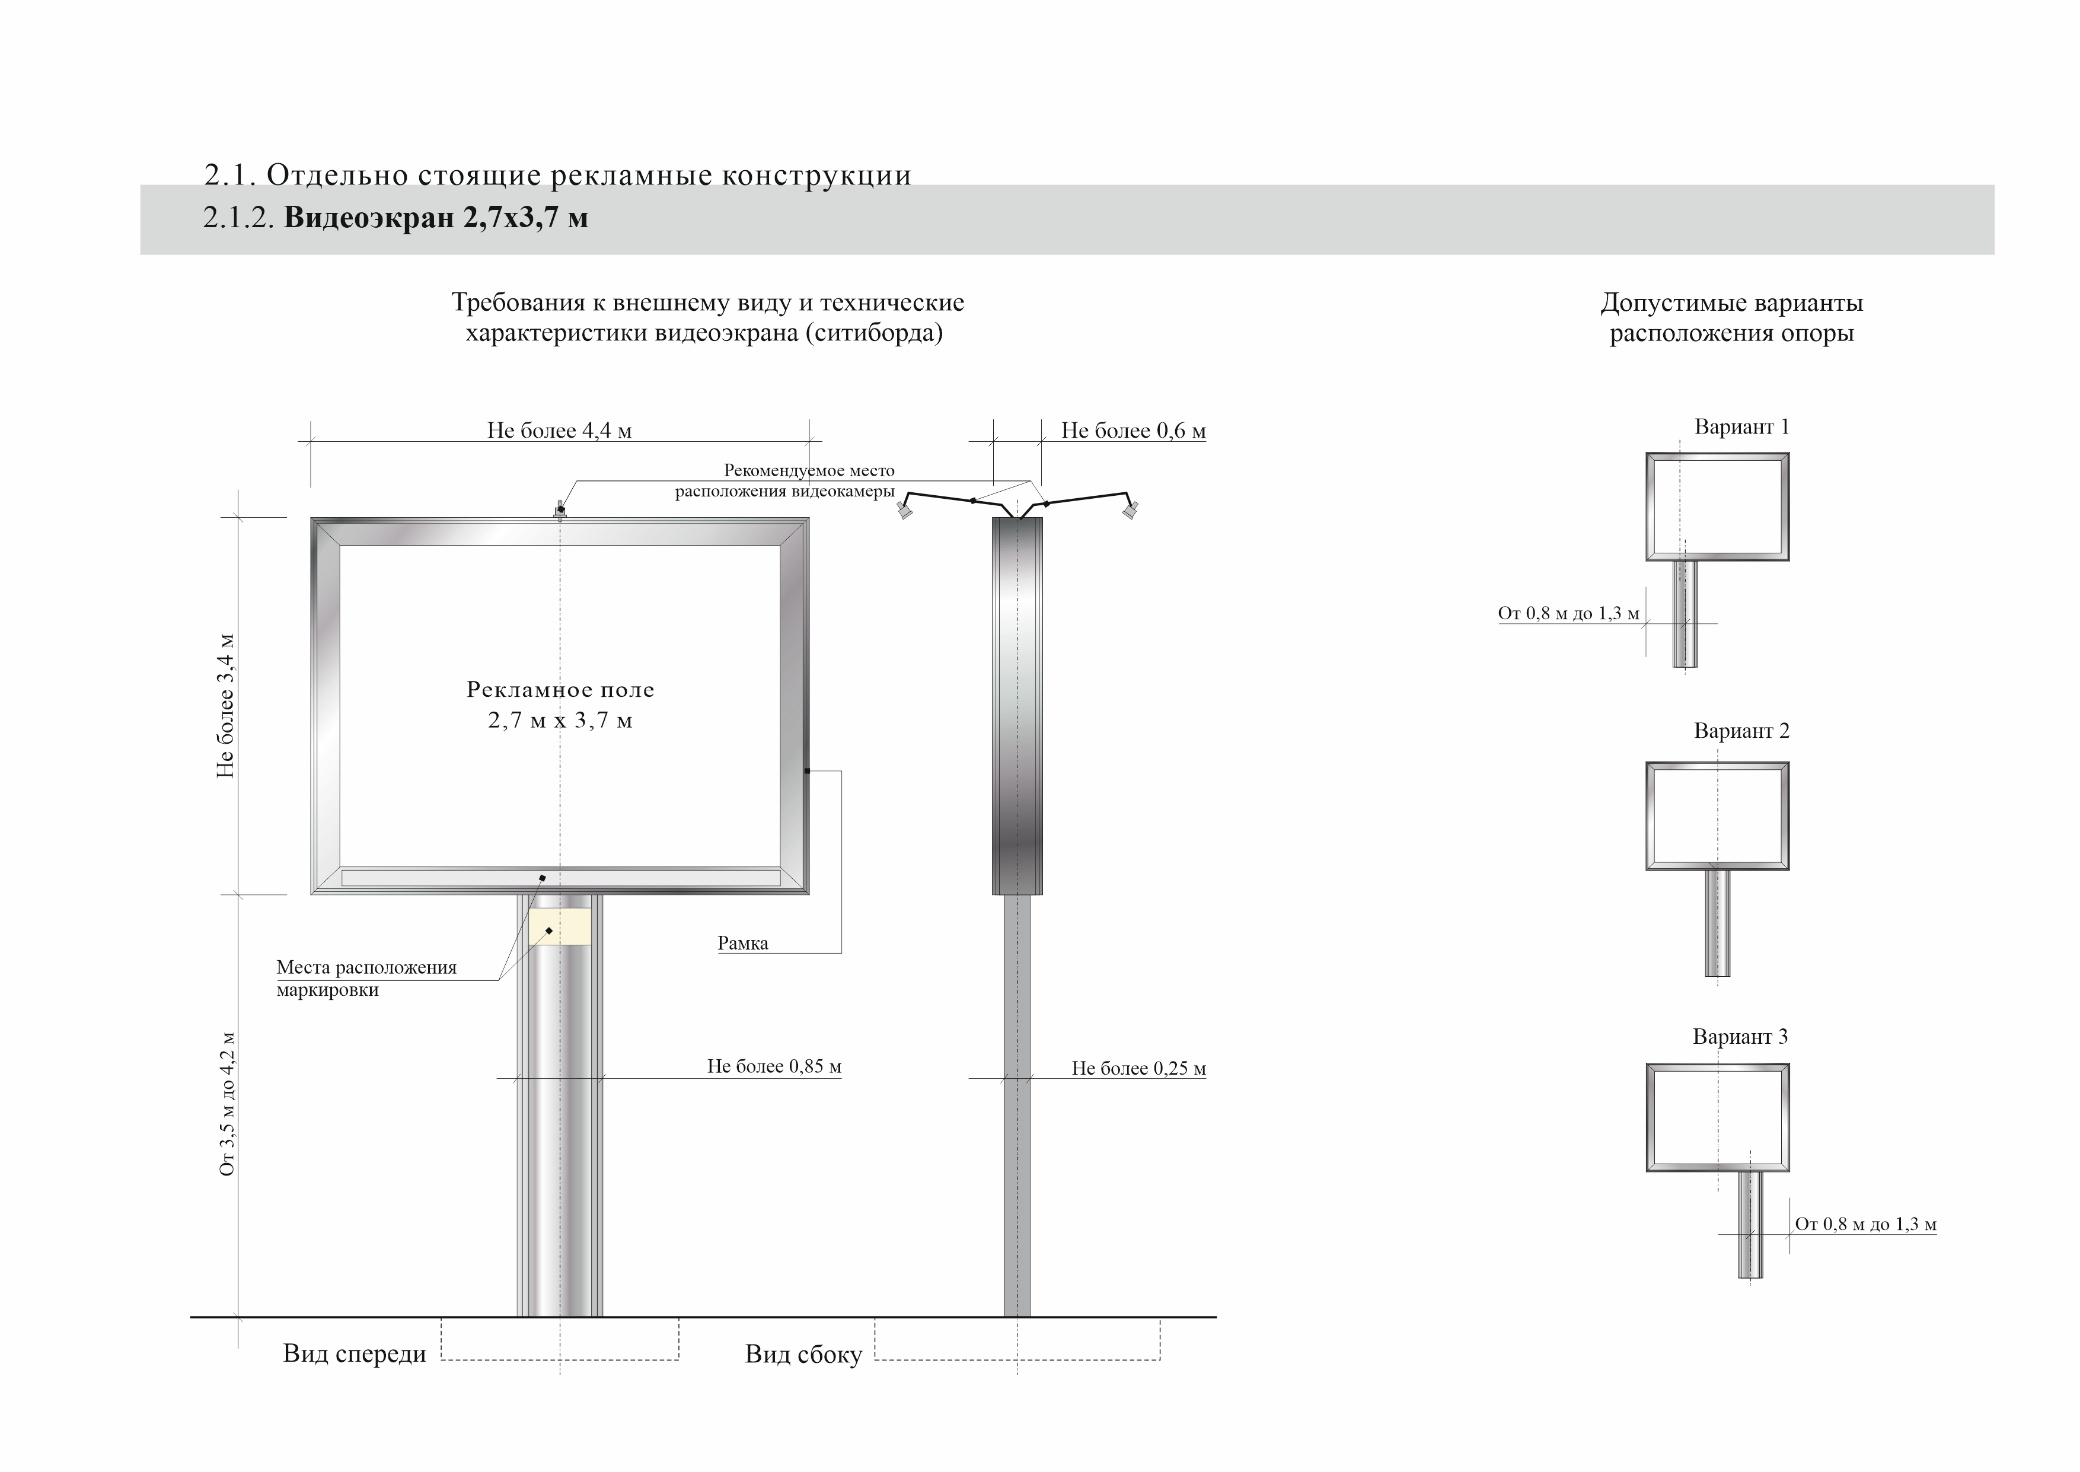 2.1. Отдельно стоящие рекламные конструкции
2.1.2. Видеоэкран 2,7х3,7 м
Требования к внешнему виду и технические
характеристики видеоэкрана (ситиборда)
Допустимые варианты
расположения опоры
Не более 4,4 м
Не более 0,6 м
Рекомендуемое место
расположения видеокамеры
Не более 3,4 м
Рекламное поле
2,7 м х 3,7 м
Рамка
Места расположения
маркировки
От 3,5 м до 4,2 м
Не более 0,85 м
Не более 0,25 м
Вид спереди
Вид сбоку
Вариант 1
От 0,8 м до 1,3 м
Вариант 2
Вариант 3
От 0,8 м до 1,3 м